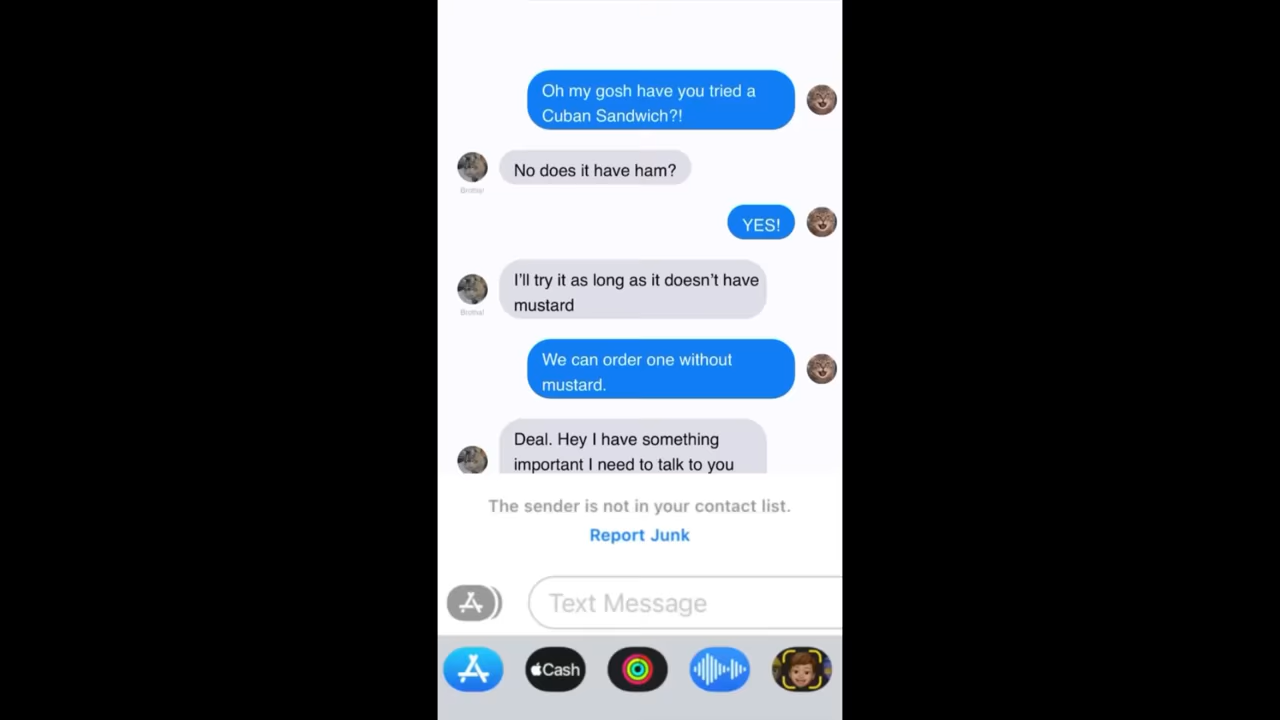 Oh my gosh have you tried a
Cuban Sandwich?!
No does it have ham?
YES!
I'll try it as long as it doesn't have
mustard
We can order one without
mustard.
Deal. Hey I have something
important I need to talk to you
The sender is not in your contact list.
Report Junk
Text Message
Cash